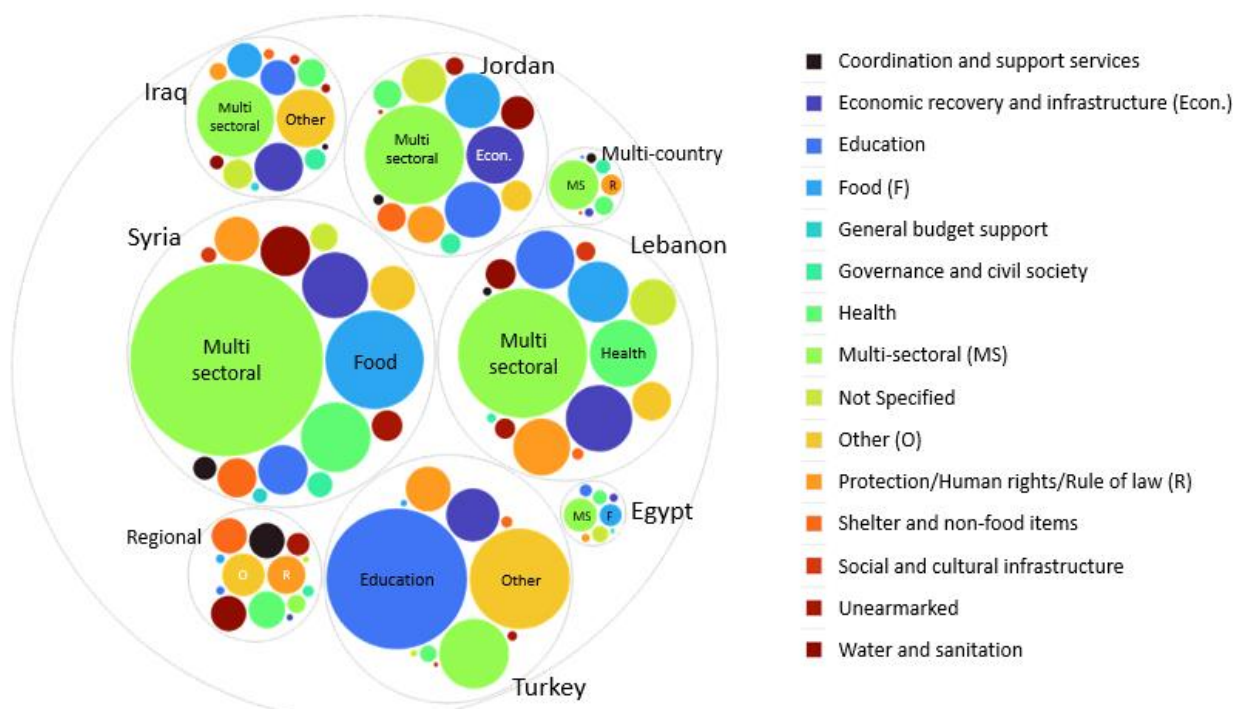 Iraq
Multi
sectoral
Other
Jordan
Multi
sectoral
Econ.
Multi-country
MS
R
Syria
Multi
sectoral
Food
Lebanon
Multi
sectoral
Health
Regional
O
R
Education
Other
Turkey
MS
F
Egypt
Coordination and support services
Economic recovery and infrastructure (Econ.)
Education
Food (F)
General budget support
Governance and civil society
Health
Multi-sectoral (MS)
Not Specified
Other (O)
Protection/Human rights/Rule of law (R)
Shelter and non-food items
Social and cultural infrastructure
Unearmarked
Water and sanitation